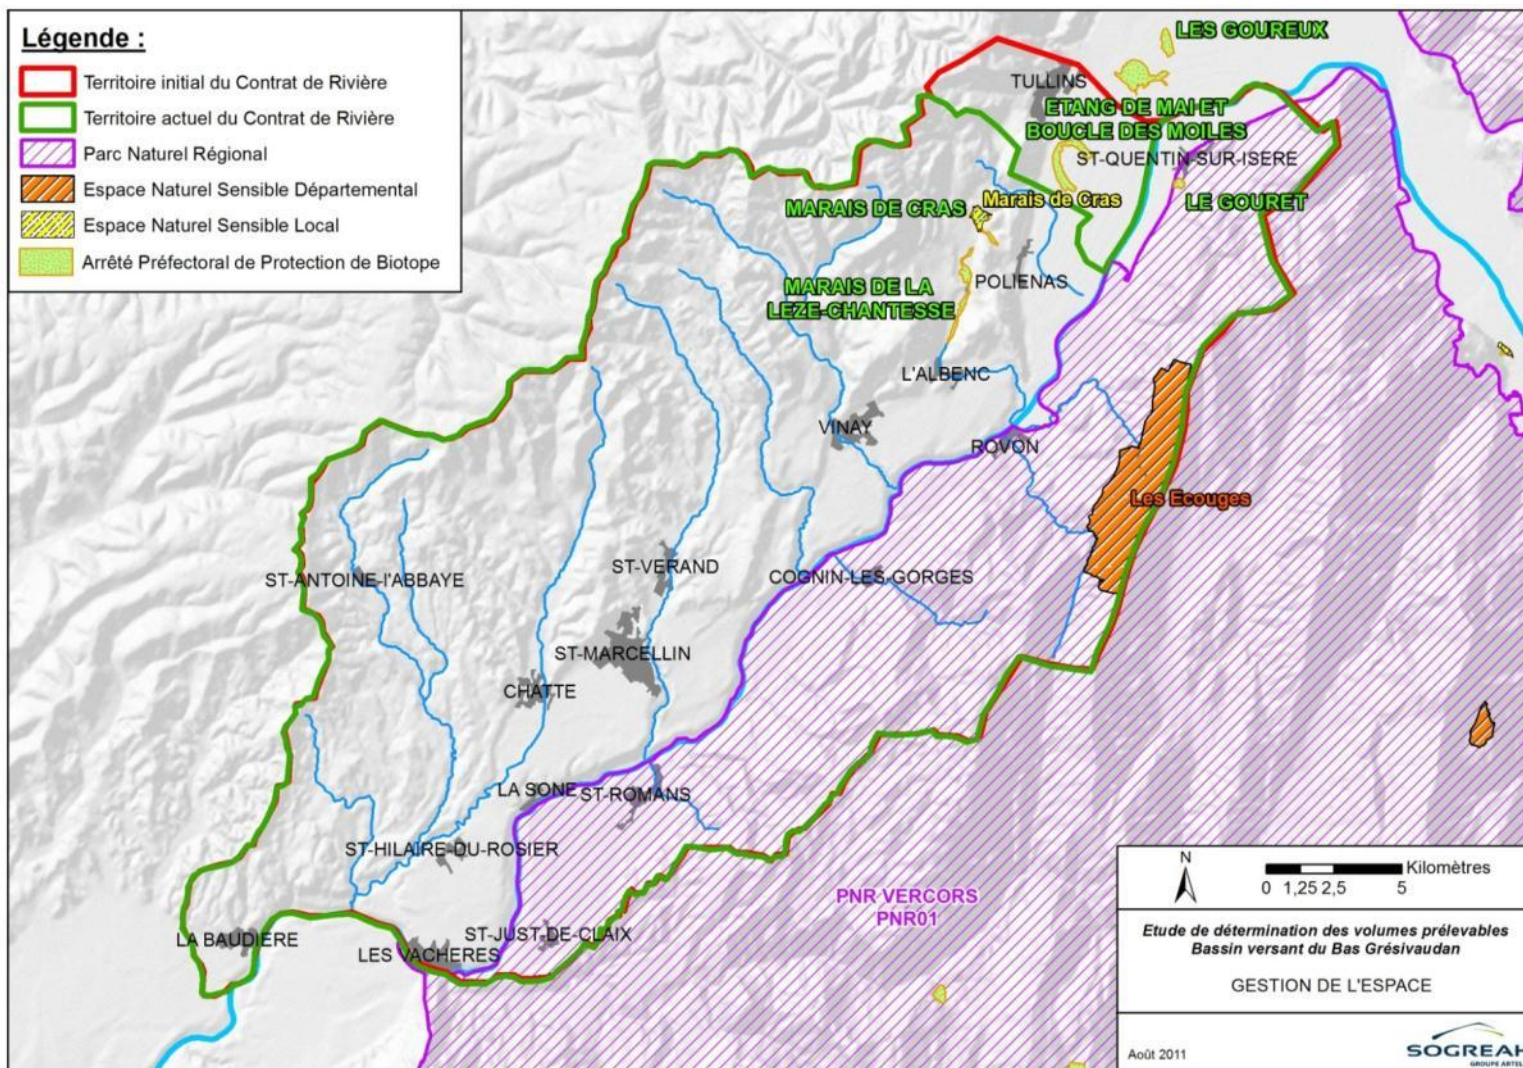 Légende :
Territoire initial du Contrat de Rivière
Territoire actuel du Contrat de Rivière
Parc Naturel Régional
Espace Naturel Sensible Départemental
Espace Naturel Sensible Local
Arrêté Préfectoral de Protection de Biotope
LES GOUREUX
TULLINS
ETANG DE MAI ET
BOUCLE DES MOILES
ST-QUENTIN-SUR-ISERE
MARAIS DE CRAS
Marais de Cras
LE GOURET
MARAIS DE LA
LEZE-CHANTESSE
POLIENAS
L'ALBENC
VINAY
ROVON
Les Ecouges
ST-ANTOINE-l'ABBAYE
ST-VERAND
COGNIN-LES-GORGES
ST-MARCELLIN
CHATTE
LA SONE
ST-ROMANS
ST-HILAIRE-DU-ROSIER
PNR VERCORS
PNR01
LA BAUDIERE
LES VACHERES
ST-JUST-DE-CLAIX
N
Kilomètres
0 1,25 2,5 5
Etude de détermination des volumes prélevables
Bassin versant du Bas Grésivaudan
GESTION DE L'ESPACE
Août 2011
SOGREAH
GROUPE ARTEL